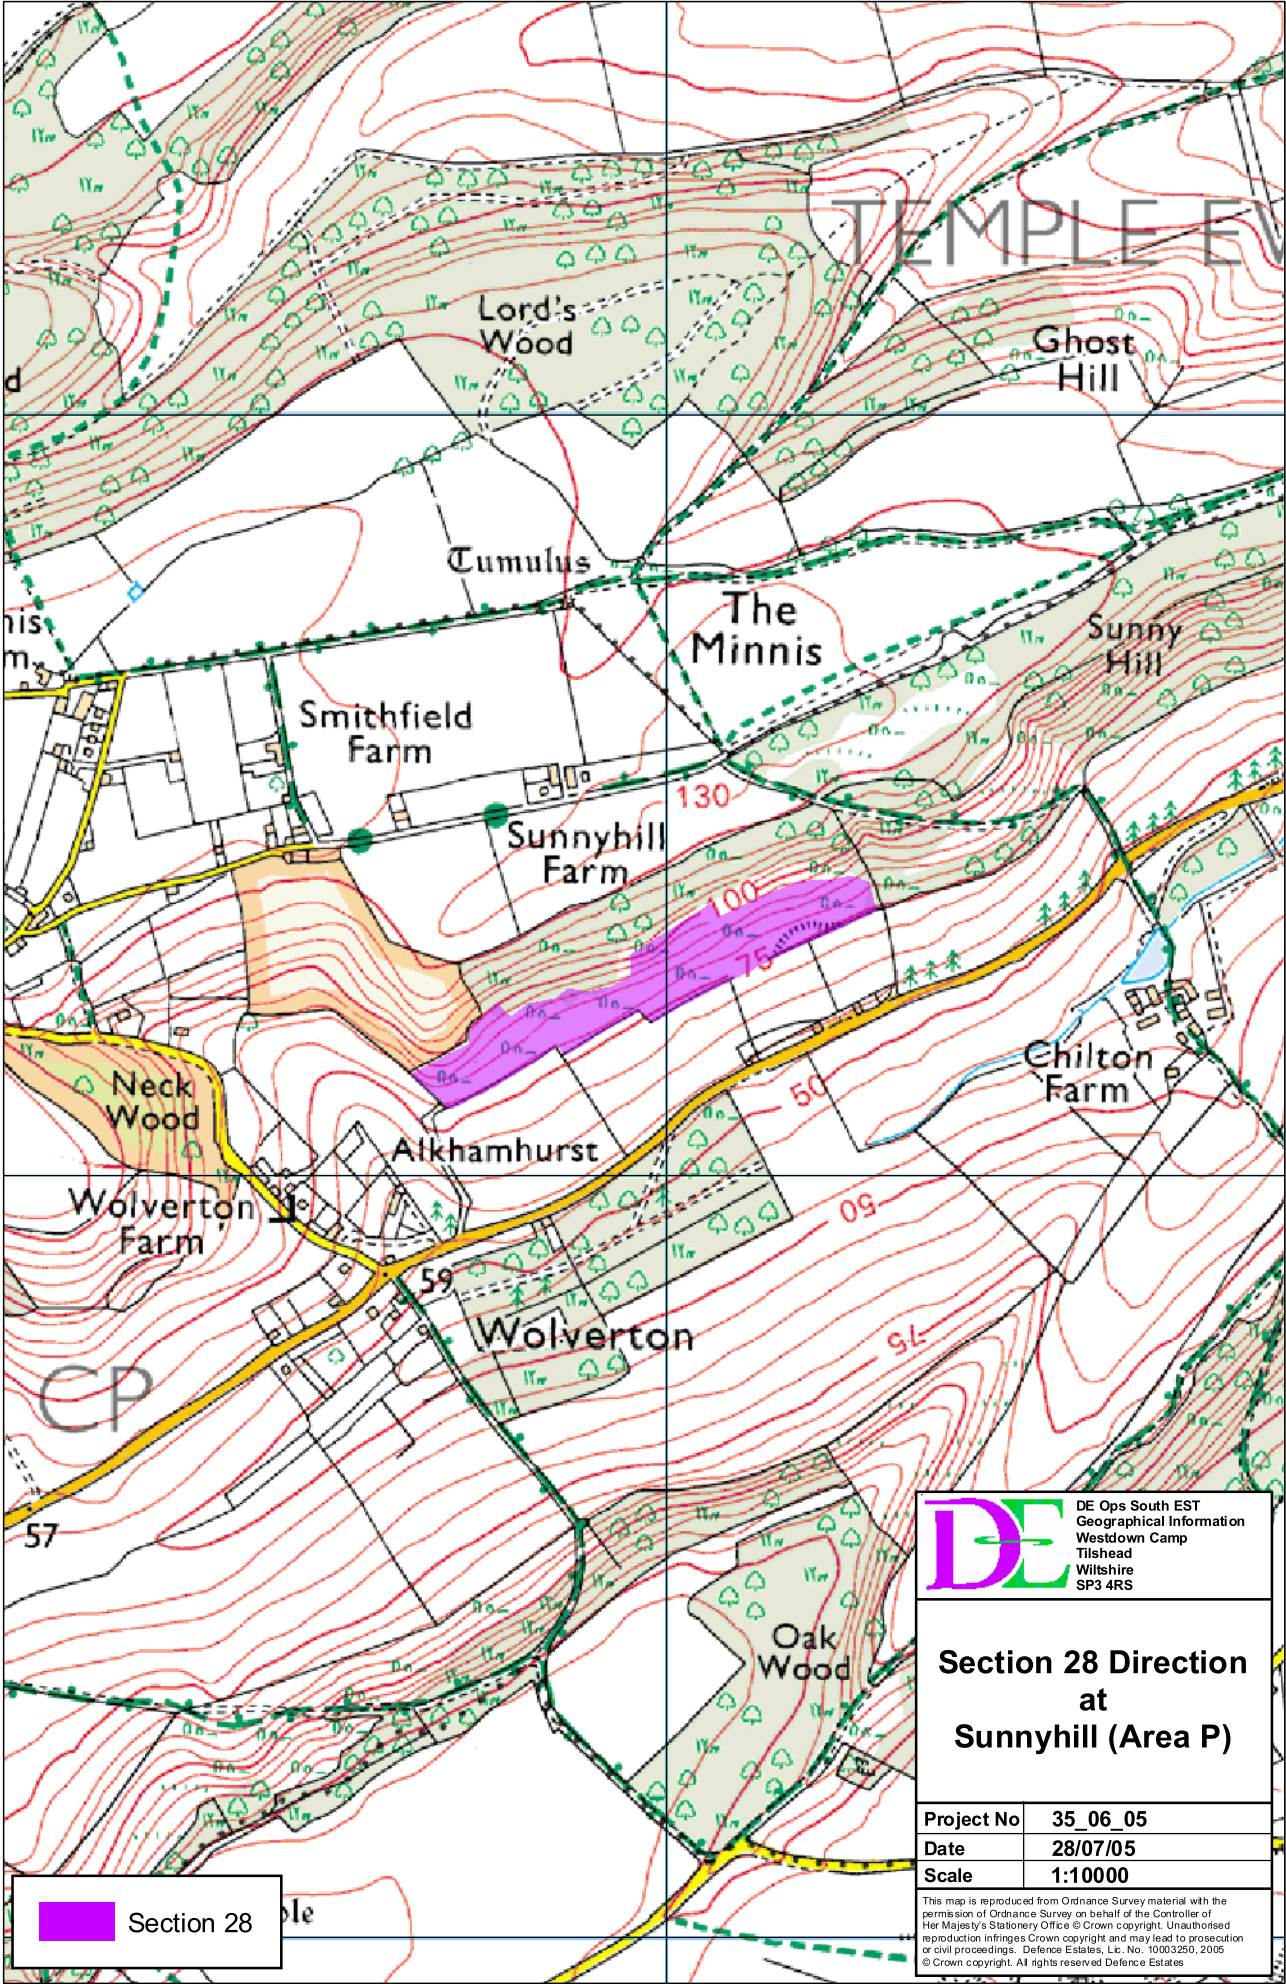 TEMPLE EW
Lord's
Wood
Ghost
Hill
d
Tumulus
The
Minnis
nis
m.
Sunny
Hill
Smithfield
Farm
130
Sunnyhill
Farm
100
75
Chilton
Farm
50
Neck
Wood
Alkhamhurst
Wolverton
Farm
50
59
Wolverton
75
CP
57
Oak
Wood
ole
Section 28
DE
DE Ops South EST
Geographical Information
Westdown Camp
Tilshead
Wiltshire
SP3 4RS
Section 28 Direction
at
Sunnyhill (Area P)
Project No 35_06_05
Date 28/07/05
Scale 1:10000
This map is reproduced from Ordnance Survey material with the
permission of Ordnance Survey on behalf of the Controller of
Her Majesty's Stationery Office © Crown copyright. Unauthorised
reproduction infringes Crown copyright and may lead to prosecution
or civil proceedings. Defence Estates, Lic. No. 10003250, 2005
© Crown copyright. All rights reserved Defence Estates